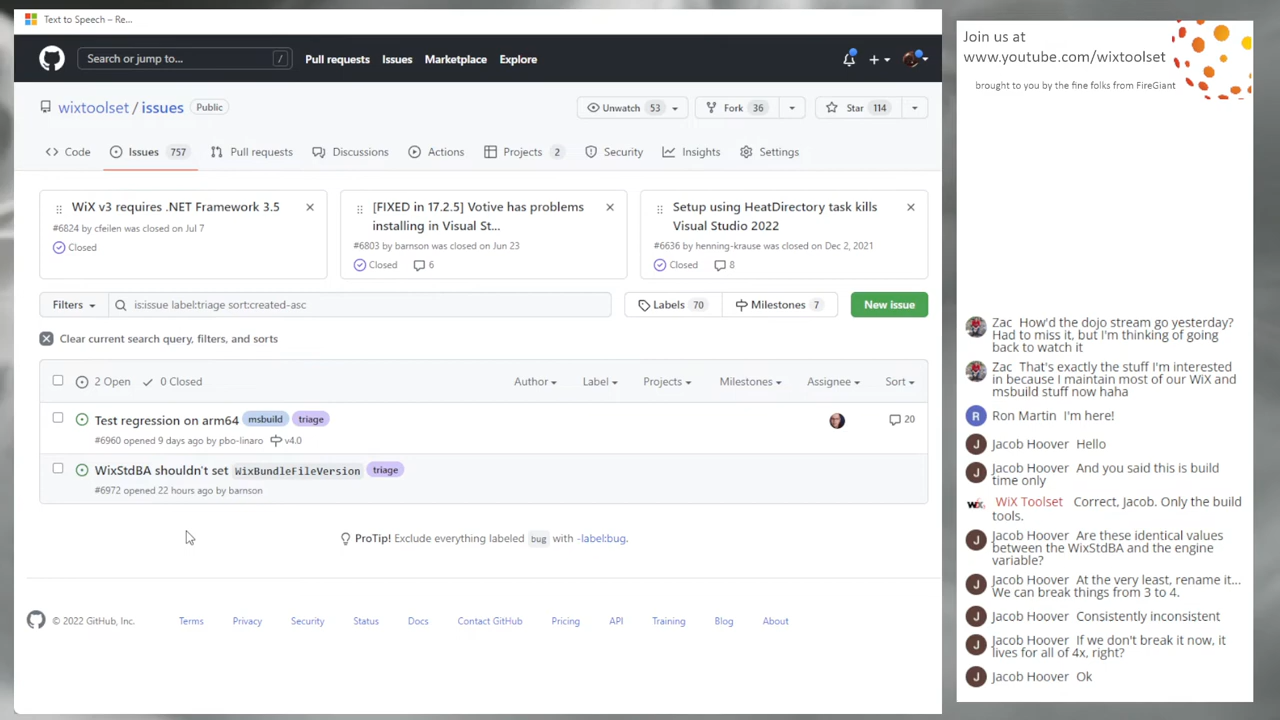 Text to Speech – Re...
Search or jump to...
/
Pull requests
Issues
Marketplace
Explore
wixtoolset / issues
Public
Unwatch 53
Fork 36
Star 114
Code
Issues 757
Pull requests
Discussions
Actions
Projects 2
Security
Insights
Settings
WiX v3 requires .NET Framework 3.5
#6824 by cfeilen was closed on Jul 7
Closed
[FIXED in 17.2.5] Votive has problems
installing in Visual St...
#6803 by barnson was closed on Jun 23
Closed 6
Setup using HeatDirectory task kills
Visual Studio 2022
#6636 by henning-krause was closed on Dec 2, 2021
Closed 8
Filters
is:issue label:triage sort:created-asc
Labels 70
Milestones 7
New issue
Clear current search query, filters, and sorts
2 Open
0 Closed
Author
Label
Projects
Milestones
Assignee
Sort
Test regression on arm64 msbuild triage
20
#6960 opened 9 days ago by pbo-linaro v4.0
WixStdBA shouldn't set WixBundleFileVersion triage
#6972 opened 22 hours ago by barnson
ProTip! Exclude everything labeled bug with -label:bug.
© 2022 GitHub, Inc.
Terms
Privacy
Security
Status
Docs
Contact GitHub
Pricing
API
Training
Blog
About
Join us at
www.youtube.com/wixtoolset
brought to you by the fine folks from FireGiant
Zac How'd the dojo stream go yesterday?
Had to miss it, but I'm thinking of going
back to watch it
Zac That's exactly the stuff I'm interested
in because I maintain most of our WiX and
msbuild stuff now haha
R Ron Martin I'm here!
J Jacob Hoover Hello
J Jacob Hoover And you said this is build
time only
WiX WiX Toolset Correct, Jacob. Only the build
tools.
J Jacob Hoover Are these identical values
between the WixStdBA and the engine
variable?
J Jacob Hoover At the very least, rename it...
We can break things from 3 to 4.
J Jacob Hoover Consistently inconsistent
J Jacob Hoover If we don't break it now, it
lives for all of 4x, right?
J Jacob Hoover Ok